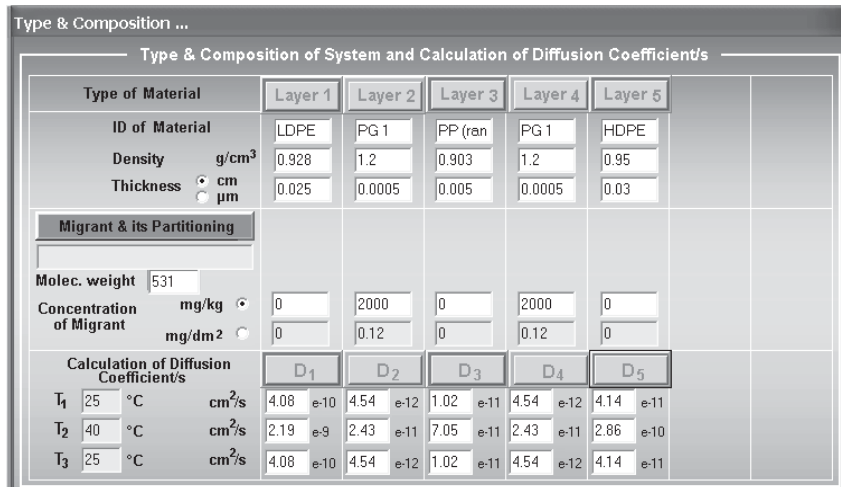 Type & Composition ...
Type & Composition of System and Calculation of Diffusion Coefficient/s
Type of Material Layer 1 Layer 2 Layer 3 Layer 4 Layer 5
ID of Material LDPE PG 1 PP (ran PG 1 HDPE
Density g/cm³ 0.928 1.2 0.903 1.2 0.95
Thickness cm 0.025 0.0005 0.005 0.0005 0.03
µm
Migrant & its Partitioning
Molec. weight 531
Concentration of Migrant mg/kg 0 2000 0 2000 0
mg/dm2 0 0.12 0 0.12 0
Calculation of Diffusion Coefficient/s D1 D2 D3 D4 D5
T1 25 °C cm²/s 4.08 e-10 4.54 e-12 1.02 e-11 4.54 e-12 4.14 e-11
T2 40 °C cm²/s 2.19 e-9 2.43 e-11 7.05 e-11 2.43 e-11 2.86 e-10
T3 25 °C cm²/s 4.08 e-10 4.54 e-12 1.02 e-11 4.54 e-12 4.14 e-11